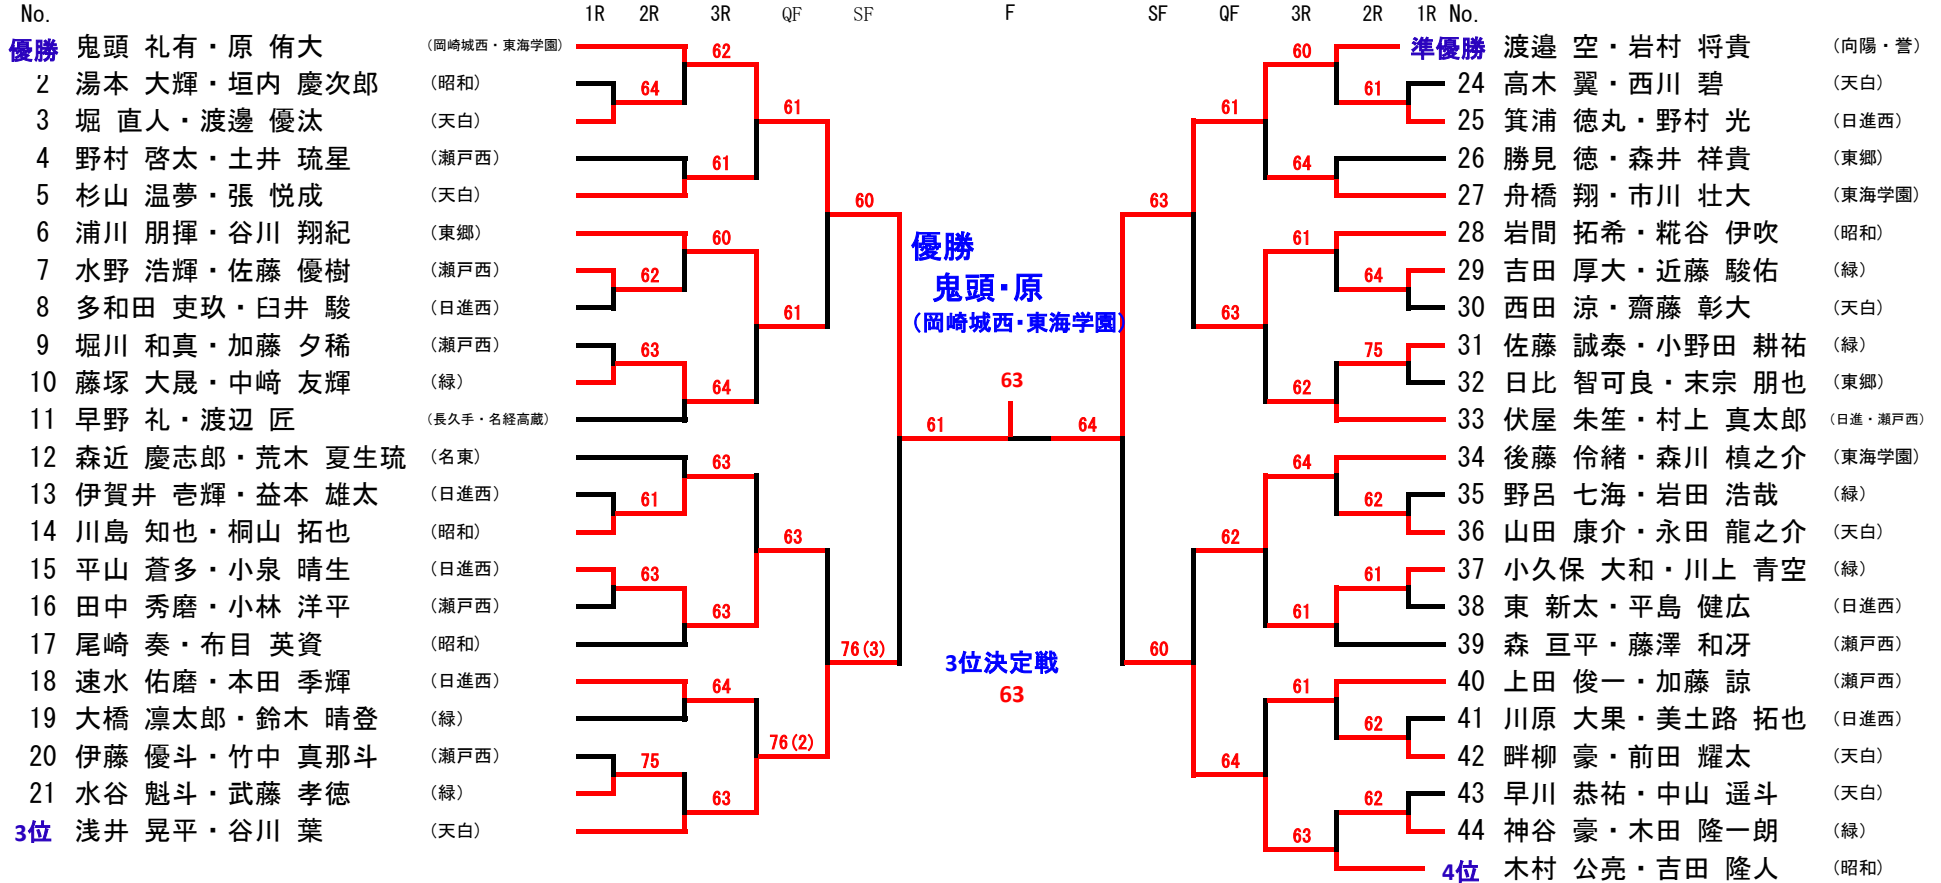 No. 1R 2R 3R QF SF F SF QF 3R 2R 1R No.
優勝 鬼頭 礼有・原 侑大 (岡崎城西・東海学園) 62 60 準優勝 渡邉 空・岩村 将貴 (向陽・誉)
2 湯本 大輝・垣内 慶次郎 (昭和) 64 61 24 高木 翼・西川 碧 (天白)
3 堀 直人・渡邊 優汰 (天白) 61 61 25 箕浦 徳丸・野村 光 (日進西)
4 野村 啓太・土井 琉星 (瀬戸西) 61 64 26 勝見 徳・森井 祥貴 (東郷)
5 杉山 温夢・張 悦成 (天白) 60 63 27 舟橋 翔・市川 壮大 (東海学園)
6 浦川 朋揮・谷川 翔紀 (東郷) 60 優勝 61 28 岩間 拓希・糀谷 伊吹 (昭和)
7 水野 浩輝・佐藤 優樹 (瀬戸西) 62 鬼頭・原 64 29 吉田 厚大・近藤 駿佑 (緑)
8 多和田 吏玖・臼井 駿 (日進西) 61 (岡崎城西・東海学園) 63 30 西田 涼・齋藤 彰大 (天白)
9 堀川 和真・加藤 夕稀 (瀬戸西) 63 75 31 佐藤 誠泰・小野田 耕祐 (緑)
10 藤塚 大晟・中﨑 友輝 (緑) 64 63 62 32 日比 智可良・末宗 朋也 (東郷)
11 早野 礼・渡辺 匠 (長久手・名経高蔵) 61 64 33 伏屋 朱笙・村上 真太郎 (日進・瀬戸西)
12 森近 慶志郎・荒木 夏生琉 (名東) 63 64 34 後藤 伶緒・森川 槙之介 (東海学園)
13 伊賀井 壱輝・益本 雄太 (日進西) 61 62 35 野呂 七海・岩田 浩哉 (緑)
14 川島 知也・桐山 拓也 (昭和) 63 62 36 山田 康介・永田 龍之介 (天白)
15 平山 蒼多・小泉 晴生 (日進西) 63 61 37 小久保 大和・川上 青空 (緑)
16 田中 秀磨・小林 洋平 (瀬戸西) 63 61 38 東 新太・平島 健広 (日進西)
17 尾崎 奏・布目 英資 (昭和) 76(3) 3位決定戦 60 39 森 亘平・藤澤 和冴 (瀬戸西)
18 速水 佑磨・本田 季輝 (日進西) 64 63 61 40 上田 俊一・加藤 諒 (瀬戸西)
19 大橋 凛太郎・鈴木 晴登 (緑) 76(2) 62 41 川原 大果・美土路 拓也 (日進西)
20 伊藤 優斗・竹中 真那斗 (瀬戸西) 75 64 42 畔柳 豪・前田 耀太 (天白)
21 水谷 魁斗・武藤 孝徳 (緑) 63 62 43 早川 恭祐・中山 遥斗 (天白)
3位 浅井 晃平・谷川 葉 (天白) 63 44 神谷 豪・木田 隆一朗 (緑)
4位 木村 公亮・吉田 隆人 (昭和)